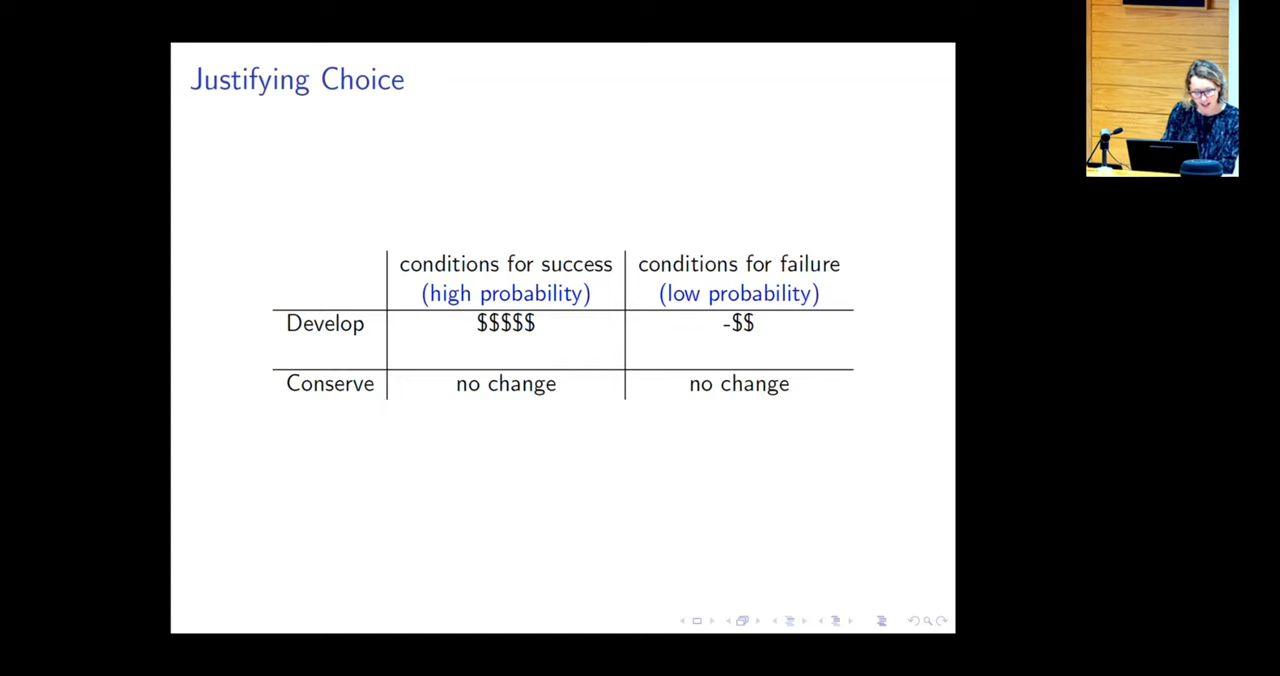 Justifying Choice
conditions for success conditions for failure
(high probability) (low probability)
Develop $$$$$ -$$
Conserve no change no change